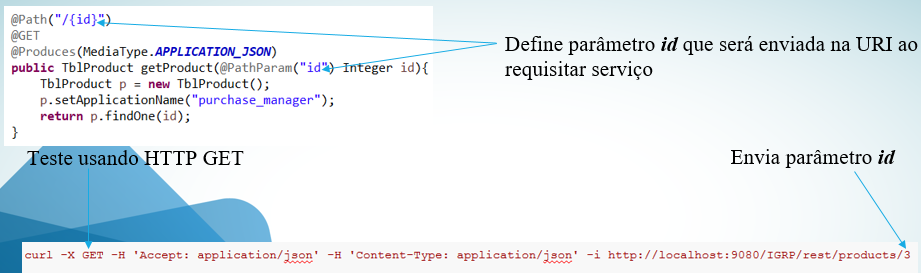 @Path("/{id}")
@GET
@Produces(MediaType.APPLICATION_JSON)
public TblProduct getProduct(@PathParam("id") Integer id){
TblProduct p = new TblProduct();
p.setApplicationName("purchase_manager");
return p.findOne(id);
}
Define parâmetro id que será enviada na URI ao
requisitar serviço
Teste usando HTTP GET
Envia parâmetro id
curl -X GET -H 'Accept: application/json' -H 'Content-Type: application/json' -i http://localhost:9080/IGRP/rest/products/3